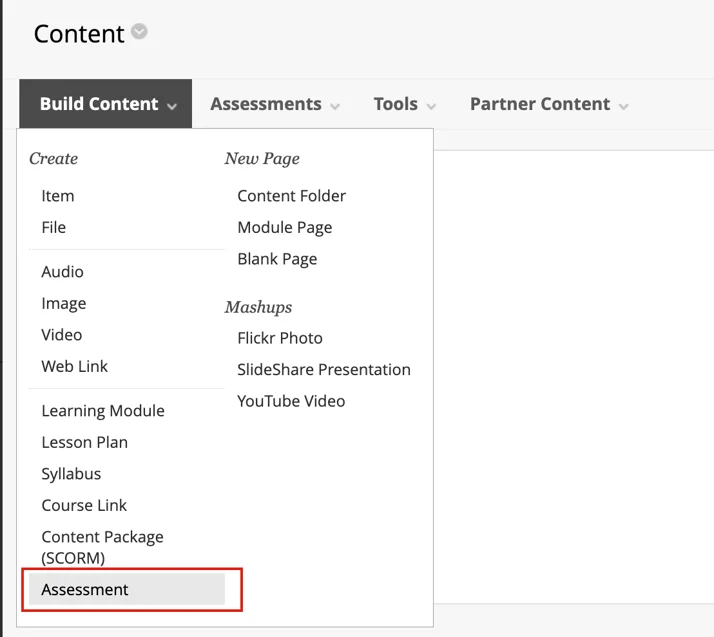 Content
Build Content
Assessments
Tools
Partner Content
Create
Item
File
Audio
Image
Video
Web Link
Learning Module
Lesson Plan
Syllabus
Course Link
Content Package
(SCORM)
Assessment
New Page
Content Folder
Module Page
Blank Page
Mashups
Flickr Photo
SlideShare Presentation
YouTube Video